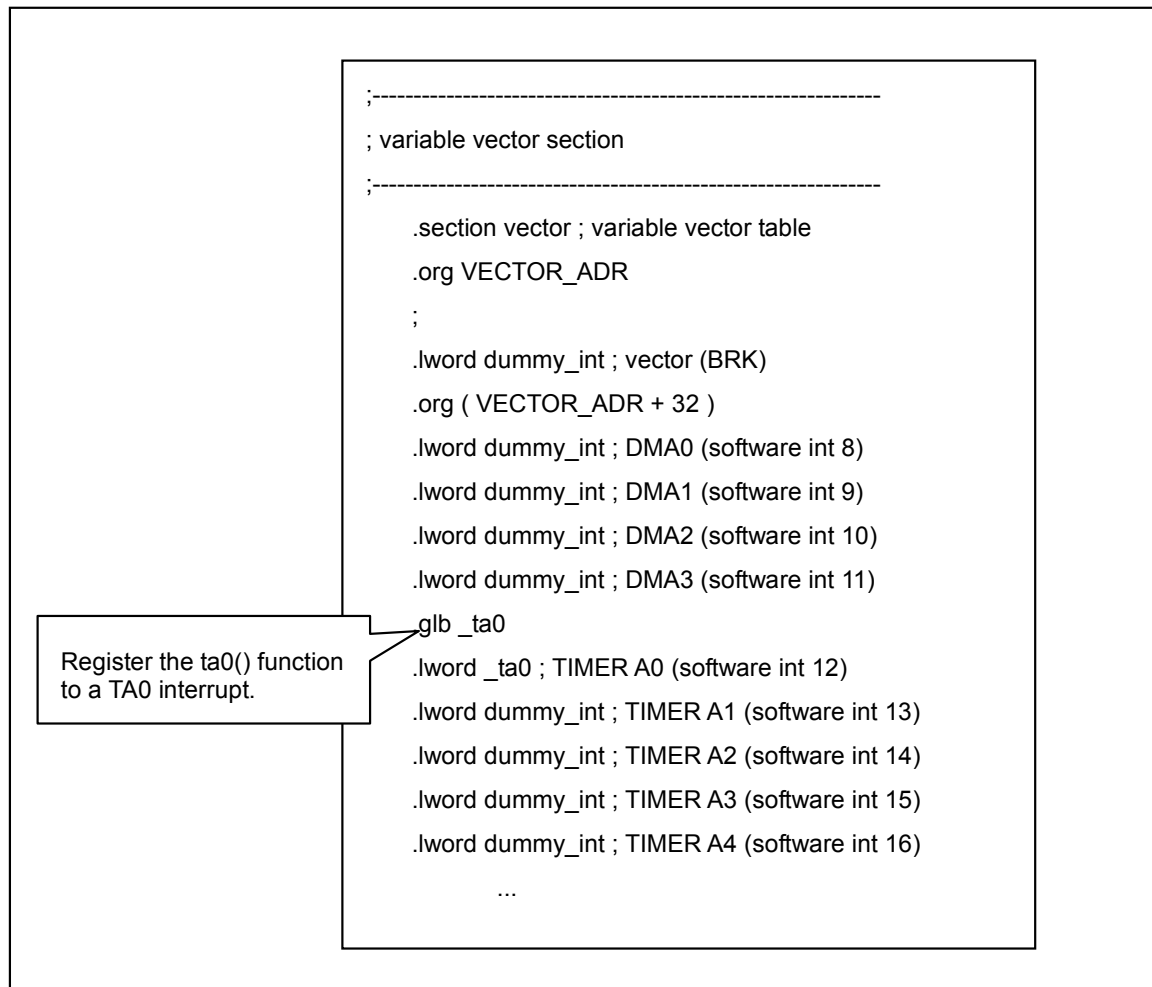 ;--------------------------------------------------------------
; variable vector section
;--------------------------------------------------------------
.section vector ; variable vector table
.org VECTOR_ADR
;
.lword dummy_int ; vector (BRK)
.org ( VECTOR_ADR + 32 )
.lword dummy_int ; DMA0 (software int 8)
.lword dummy_int ; DMA1 (software int 9)
.lword dummy_int ; DMA2 (software int 10)
.lword dummy_int ; DMA3 (software int 11)
.glb _ta0
Register the ta0() function
to a TA0 interrupt.
.lword _ta0 ; TIMER A0 (software int 12)
.lword dummy_int ; TIMER A1 (software int 13)
.lword dummy_int ; TIMER A2 (software int 14)
.lword dummy_int ; TIMER A3 (software int 15)
.lword dummy_int ; TIMER A4 (software int 16)
...